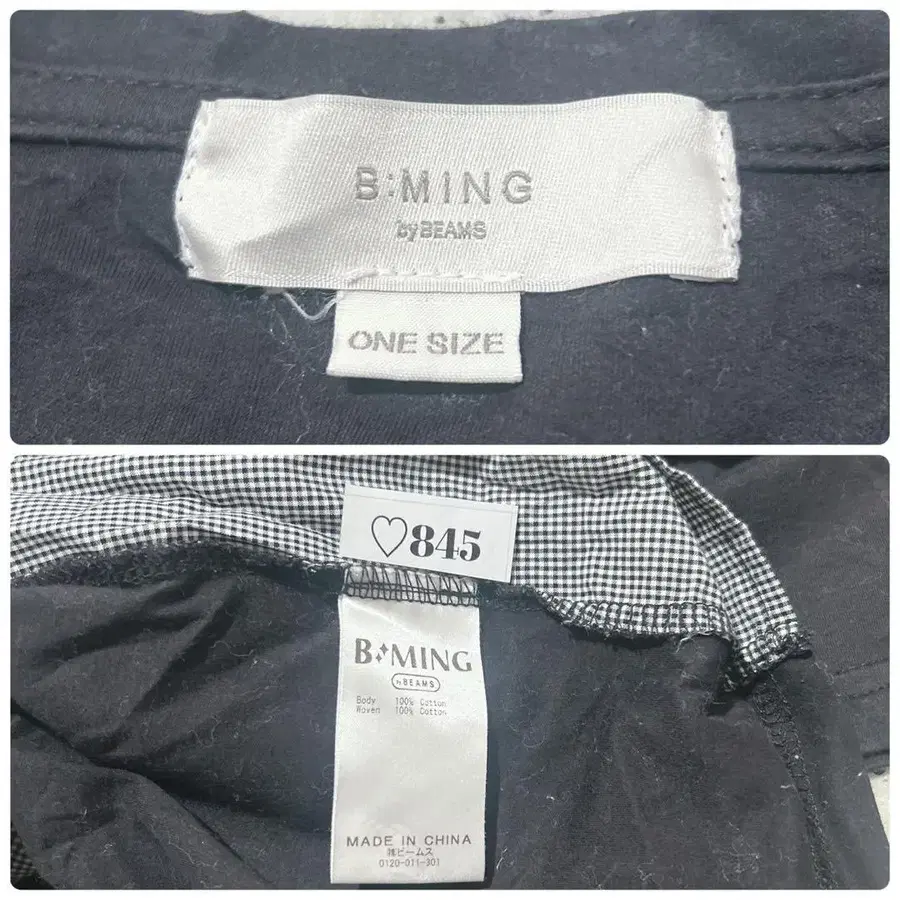 B:MING
by BEAMS
ONE SIZE
♡845
B:MING
by BEAMS
Body 100% Cotton
Woven 100% Cotton
MADE IN CHINA
㈱ビームス
0120-011-301